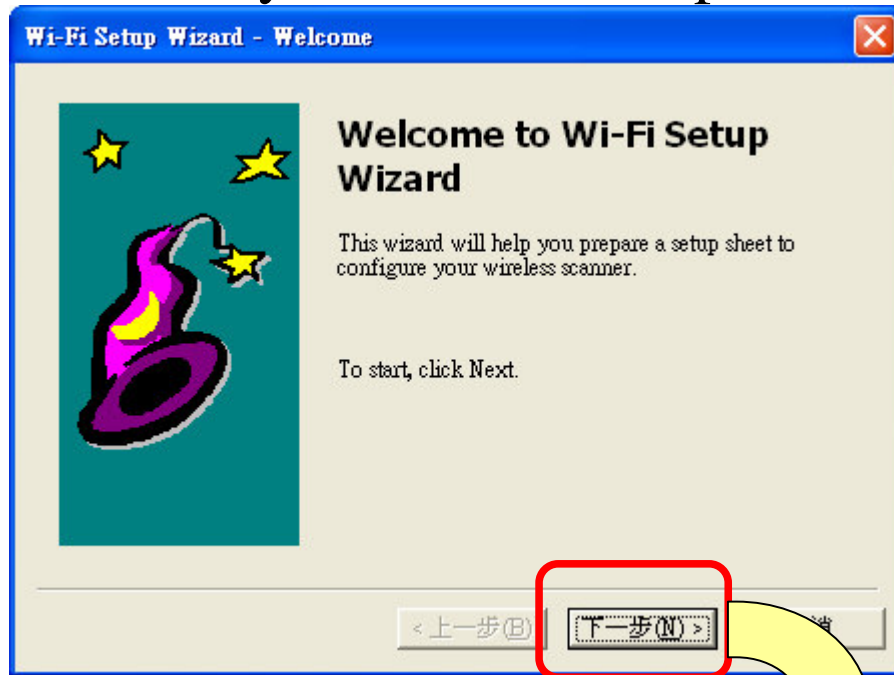 Wi-Fi Setup Wizard - Welcome
Welcome to Wi-Fi Setup
Wizard
This wizard will help you prepare a setup sheet to
configure your wireless scanner.
To start, click Next.
<上一步(B) 下一步(N) > 消